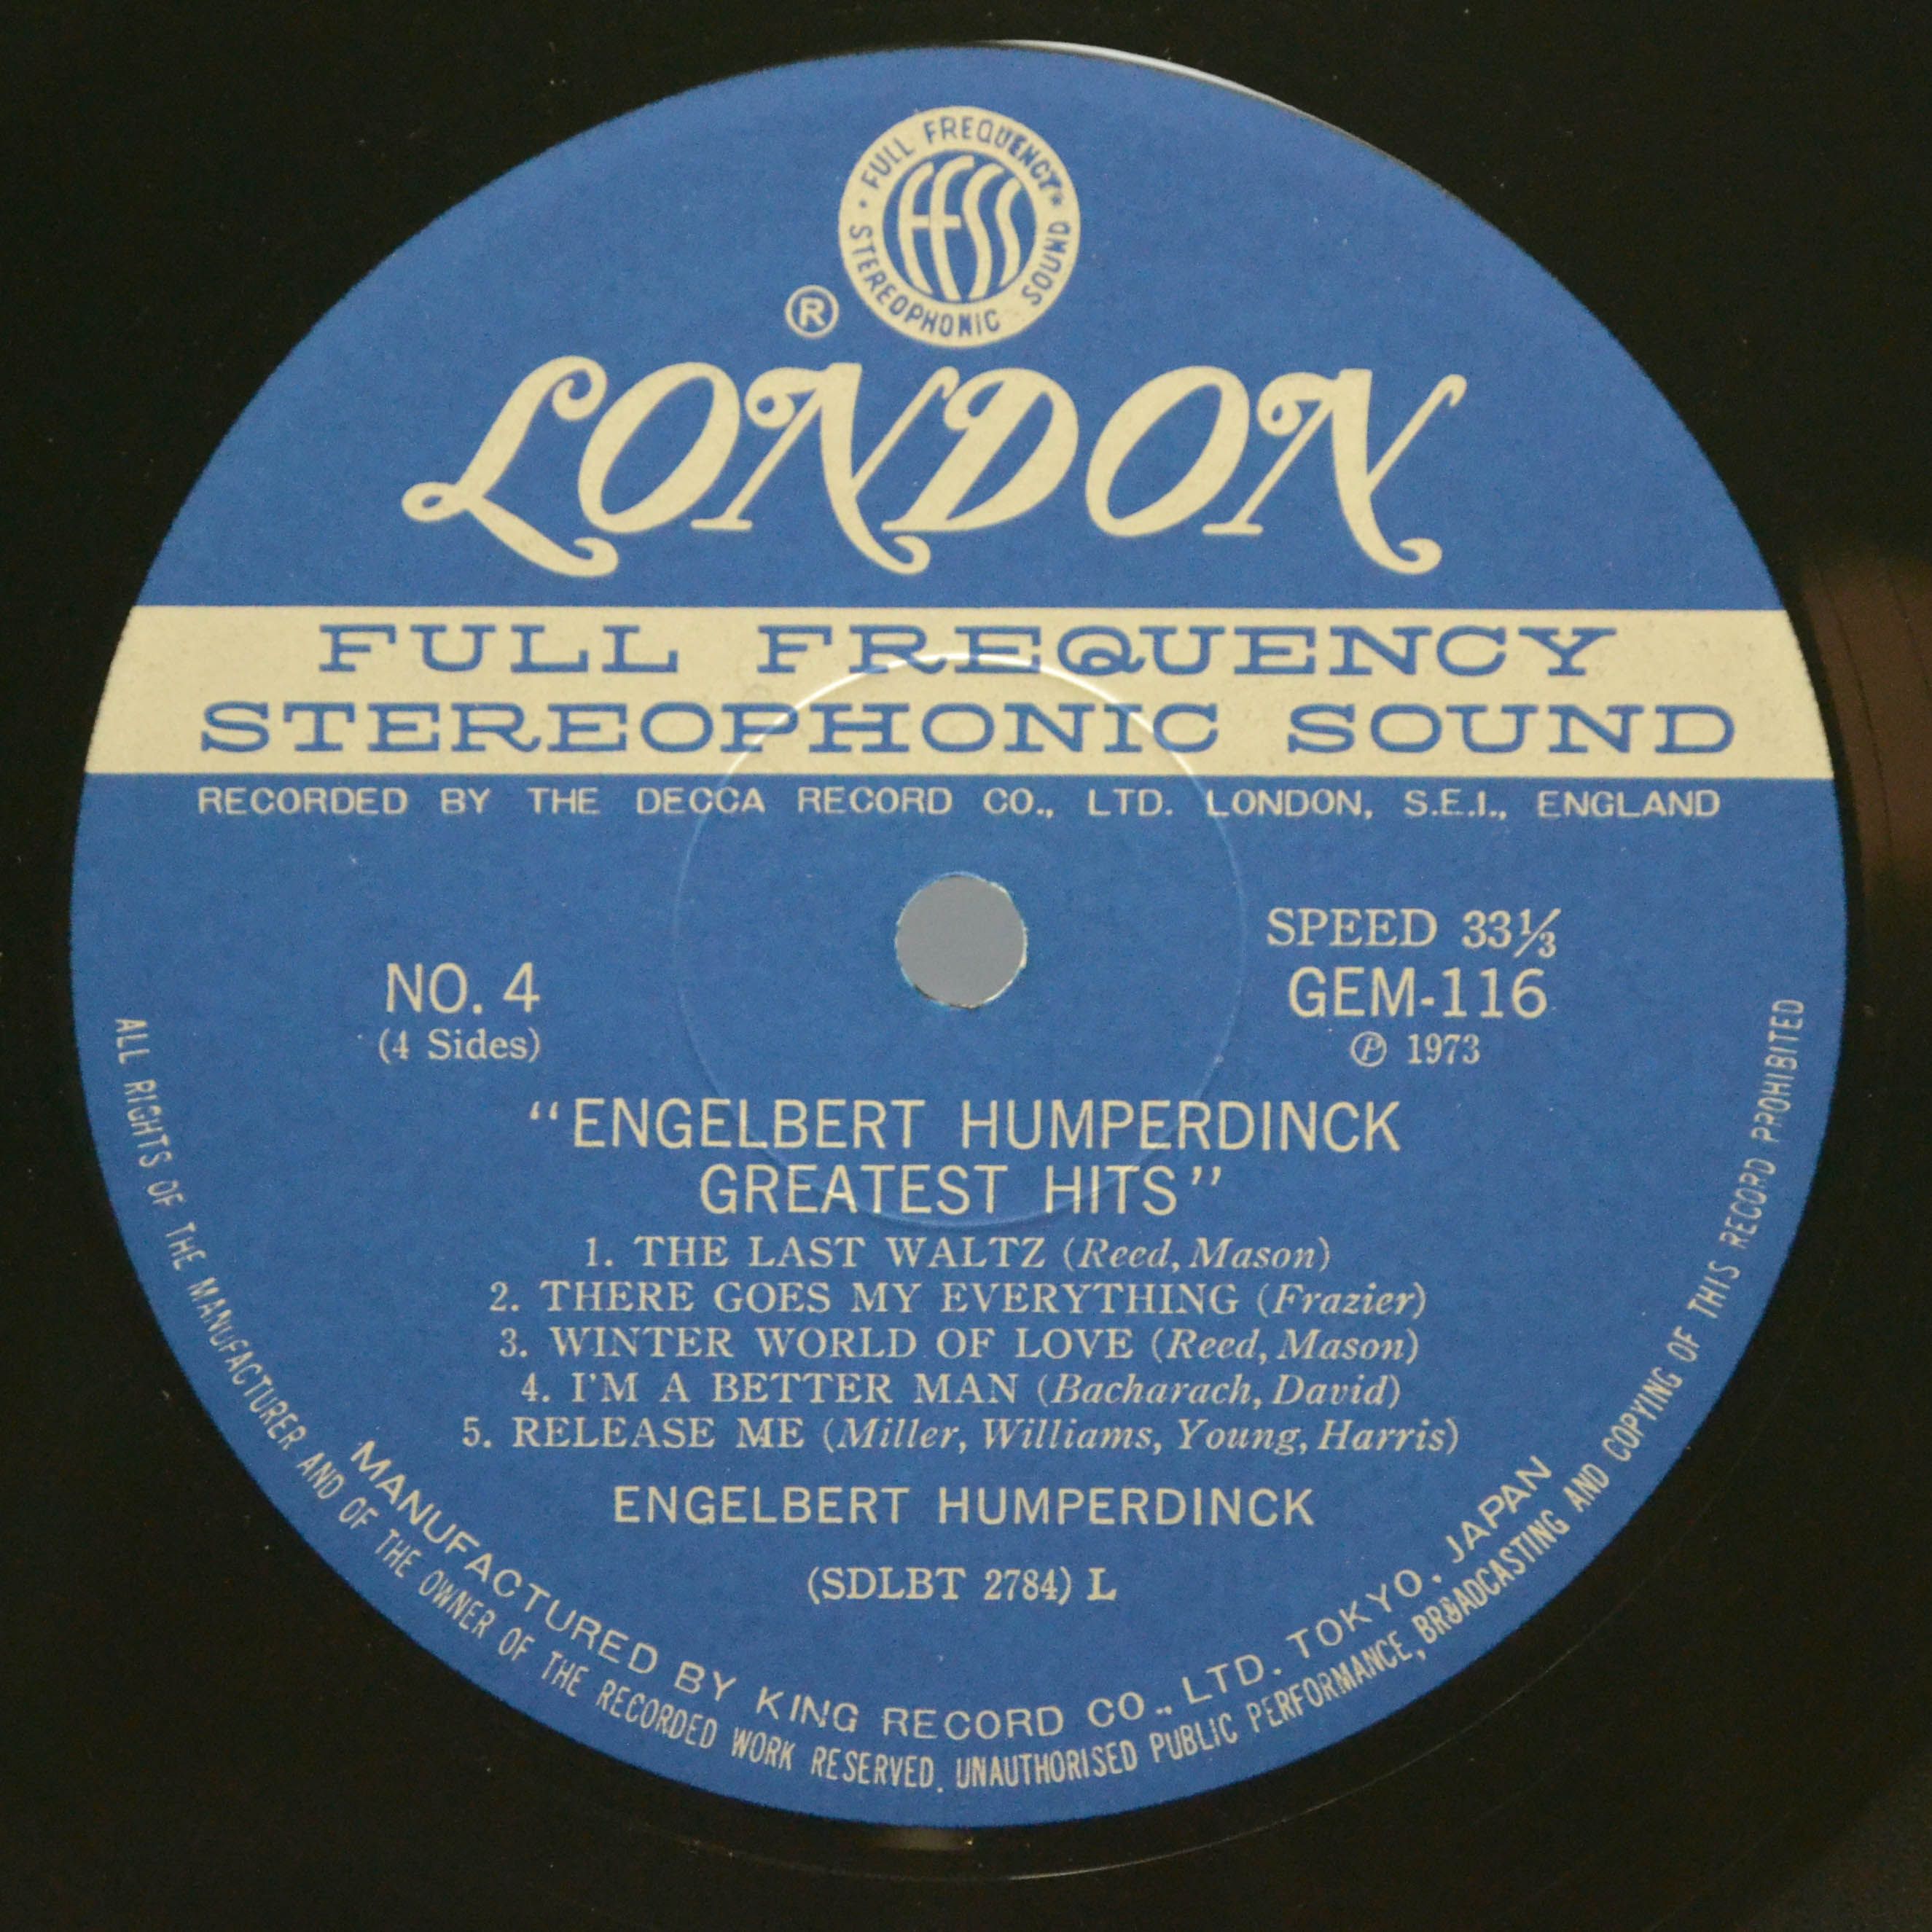 · FULL FREQUENCY · STEREOPHONIC SOUND
FFSS
®
LONDON
FULL FREQUENCY
STEREOPHONIC SOUND
RECORDED BY THE DECCA RECORD CO., LTD. LONDON, S.E.I., ENGLAND
NO. 4
(4 Sides)
SPEED 33⅓
GEM-116
℗ 1973
“ENGELBERT HUMPERDINCK
GREATEST HITS”
1. THE LAST WALTZ (Reed, Mason)
2. THERE GOES MY EVERYTHING (Frazier)
3. WINTER WORLD OF LOVE (Reed, Mason)
4. I'M A BETTER MAN (Bacharach, David)
5. RELEASE ME (Miller, Williams, Young, Harris)
ENGELBERT HUMPERDINCK
(SDLBT 2784) L
MANUFACTURED BY KING RECORD CO., LTD. TOKYO. JAPAN
ALL RIGHTS OF THE MANUFACTURER AND OF THE OWNER OF THE RECORDED WORK RESERVED. UNAUTHORISED PUBLIC PERFORMANCE, BROADCASTING AND COPYING OF THIS RECORD PROHIBITED